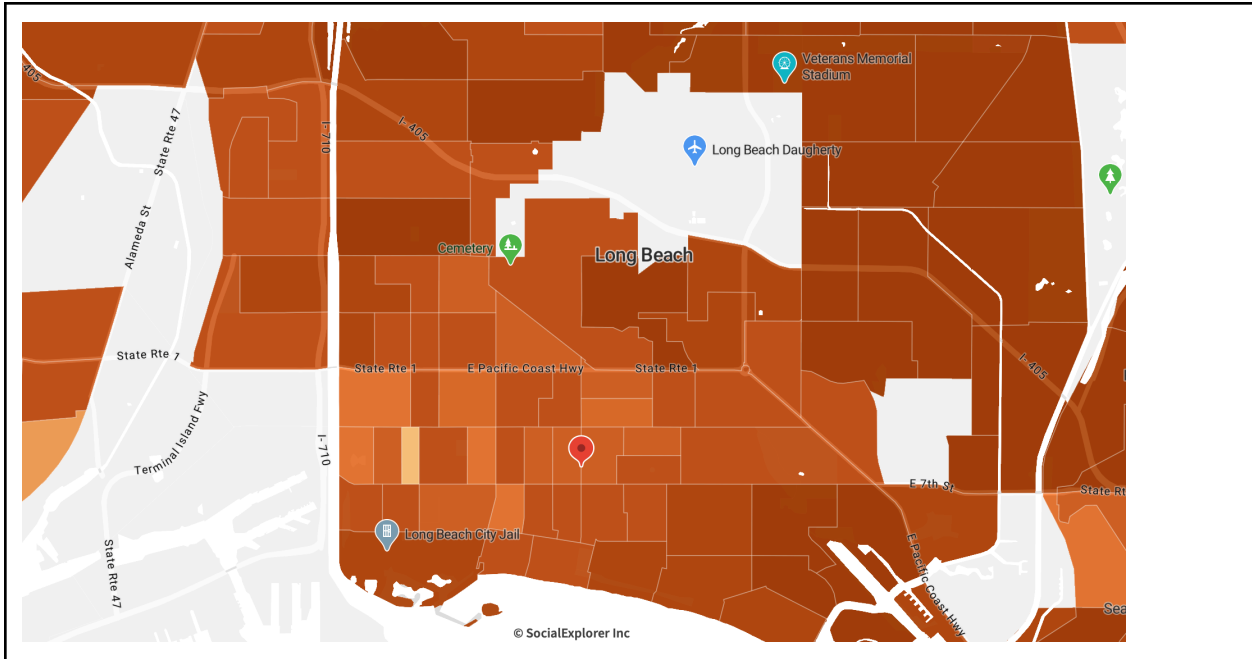 405
State Rte 47
I- 710
I- 405
Veterans Memorial
Stadium
Long Beach Daugherty
Alameda St
Cemetery
Long Beach
State Rte 1
State Rte 1
E Pacific Coast Hwy
State Rte 1
I- 405
Terminal Island Fwy
I- 710
E 7th St
State Rt
Long Beach City Jail
State Rte 47
E Pacific Coast Hwy
Sea
© SocialExplorer Inc